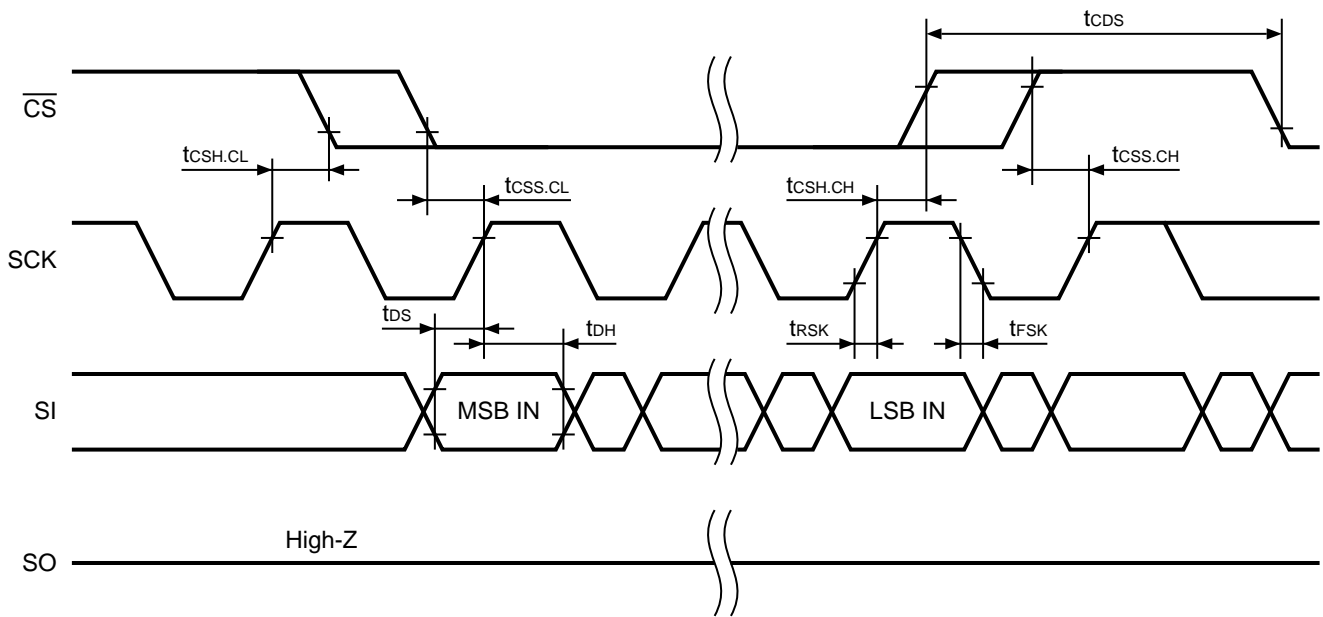 tCDS
CS
tCSH.CL
tCSS.CL
tCSH.CH
tCSS.CH
SCK
tDS
tDH
tRSK
tFSK
SI
MSB IN
LSB IN
High-Z
SO